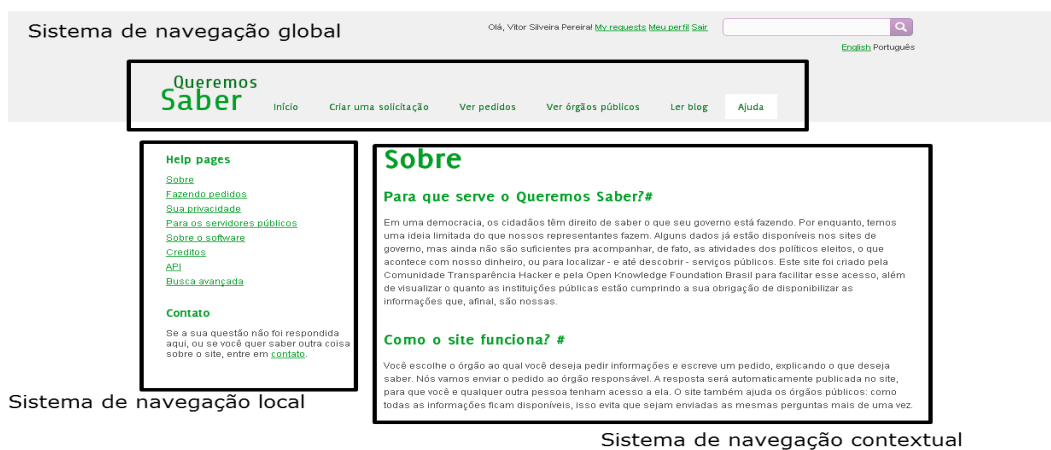 Sistema de navegação global
Olá, Vitor Silveira Pereira! My requests Meu perfil Sair
English Português
Queremos
Saber
Início Criar uma solicitação Ver pedidos Ver órgãos públicos Ler blog Ajuda
Help pages
Sobre
Fazendo pedidos
Sua privacidade
Para os servidores públicos
Sobre o software
Creditos
API
Busca avançada
Contato
Se a sua questão não foi respondida
aqui, ou se você quer saber outra coisa
sobre o site, entre em contato.
Sistema de navegação local
Sobre
Para que serve o Queremos Saber?#
Em uma democracia, os cidadãos têm direito de saber o que seu governo está fazendo. Por enquanto, temos
uma ideia limitada do que nossos representantes fazem. Alguns dados já estão disponíveis nos sites de
governo, mas ainda não são suficientes pra acompanhar, de fato, as atividades dos políticos eleitos, o que
acontece com nosso dinheiro, ou para localizar - e até descobrir - serviços públicos. Este site foi criado pela
Comunidade Transparência Hacker e pela Open Knowledge Foundation Brasil para facilitar esse acesso, além
de visualizar o quanto as instituições públicas estão cumprindo a sua obrigação de disponibilizar as
informações que, afinal, são nossas.
Como o site funciona? #
Você escolhe o órgão ao qual você deseja pedir informações e escreve um pedido, explicando o que deseja
saber. Nós vamos enviar o pedido ao órgão responsável. A resposta será automaticamente publicada no site,
para que você e qualquer outra pessoa tenham acesso a ela. O site também ajuda os órgãos públicos: como
todas as informações ficam disponíveis, isso evita que sejam enviadas as mesmas perguntas mais de uma vez.
Sistema de navegação contextual